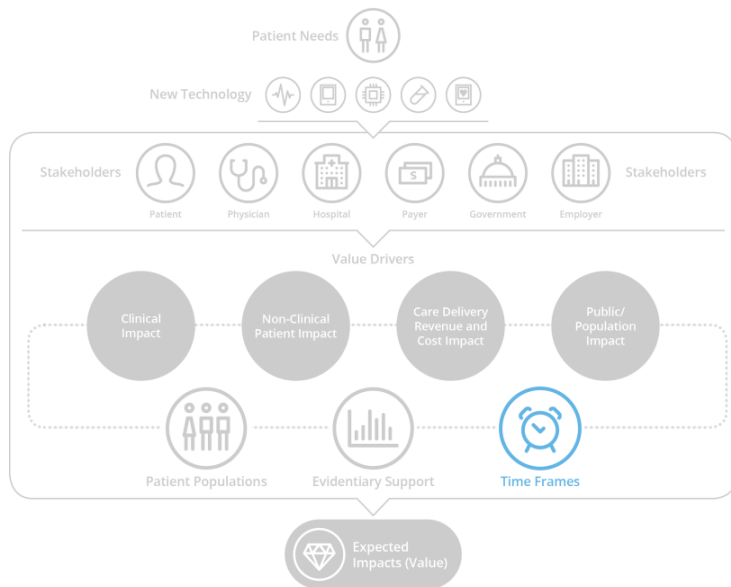 Patient Needs
New Technology
Stakeholders
Stakeholders
Patient
Physician
Hospital
$
Payer
Government
Employer
Value Drivers
Clinical
Impact
Non-Clinical
Patient Impact
Care Delivery
Revenue and
Cost Impact
Public/
Population
Impact
Patient Populations
Evidentiary Support
Time Frames
Expected
Impacts (Value)